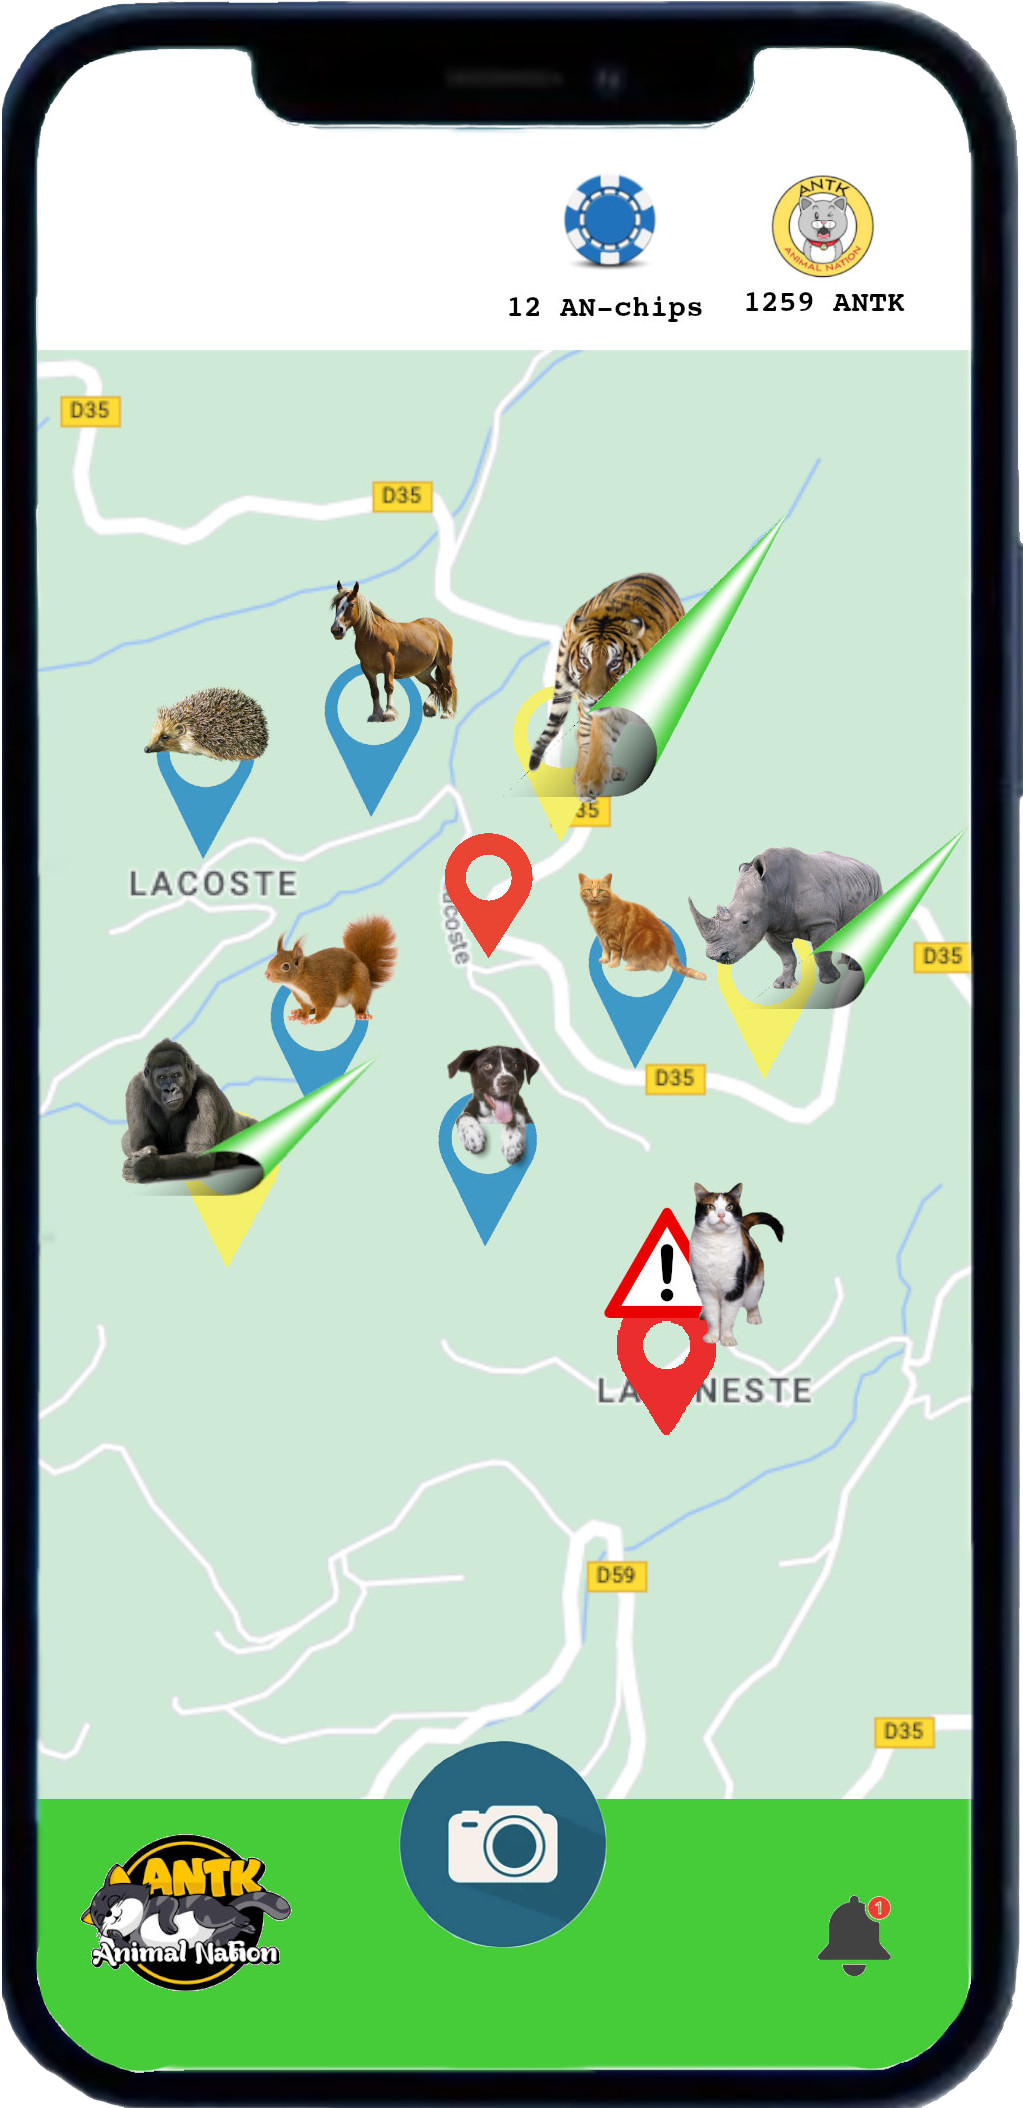 ANTK
ANIMAL NATION
12 AN-chips
1259 ANTK
D35
D35
35
LACOSTE
coste
D35
D35
!
LA NESTE
D59
D35
ANTK
Animal Nation
1